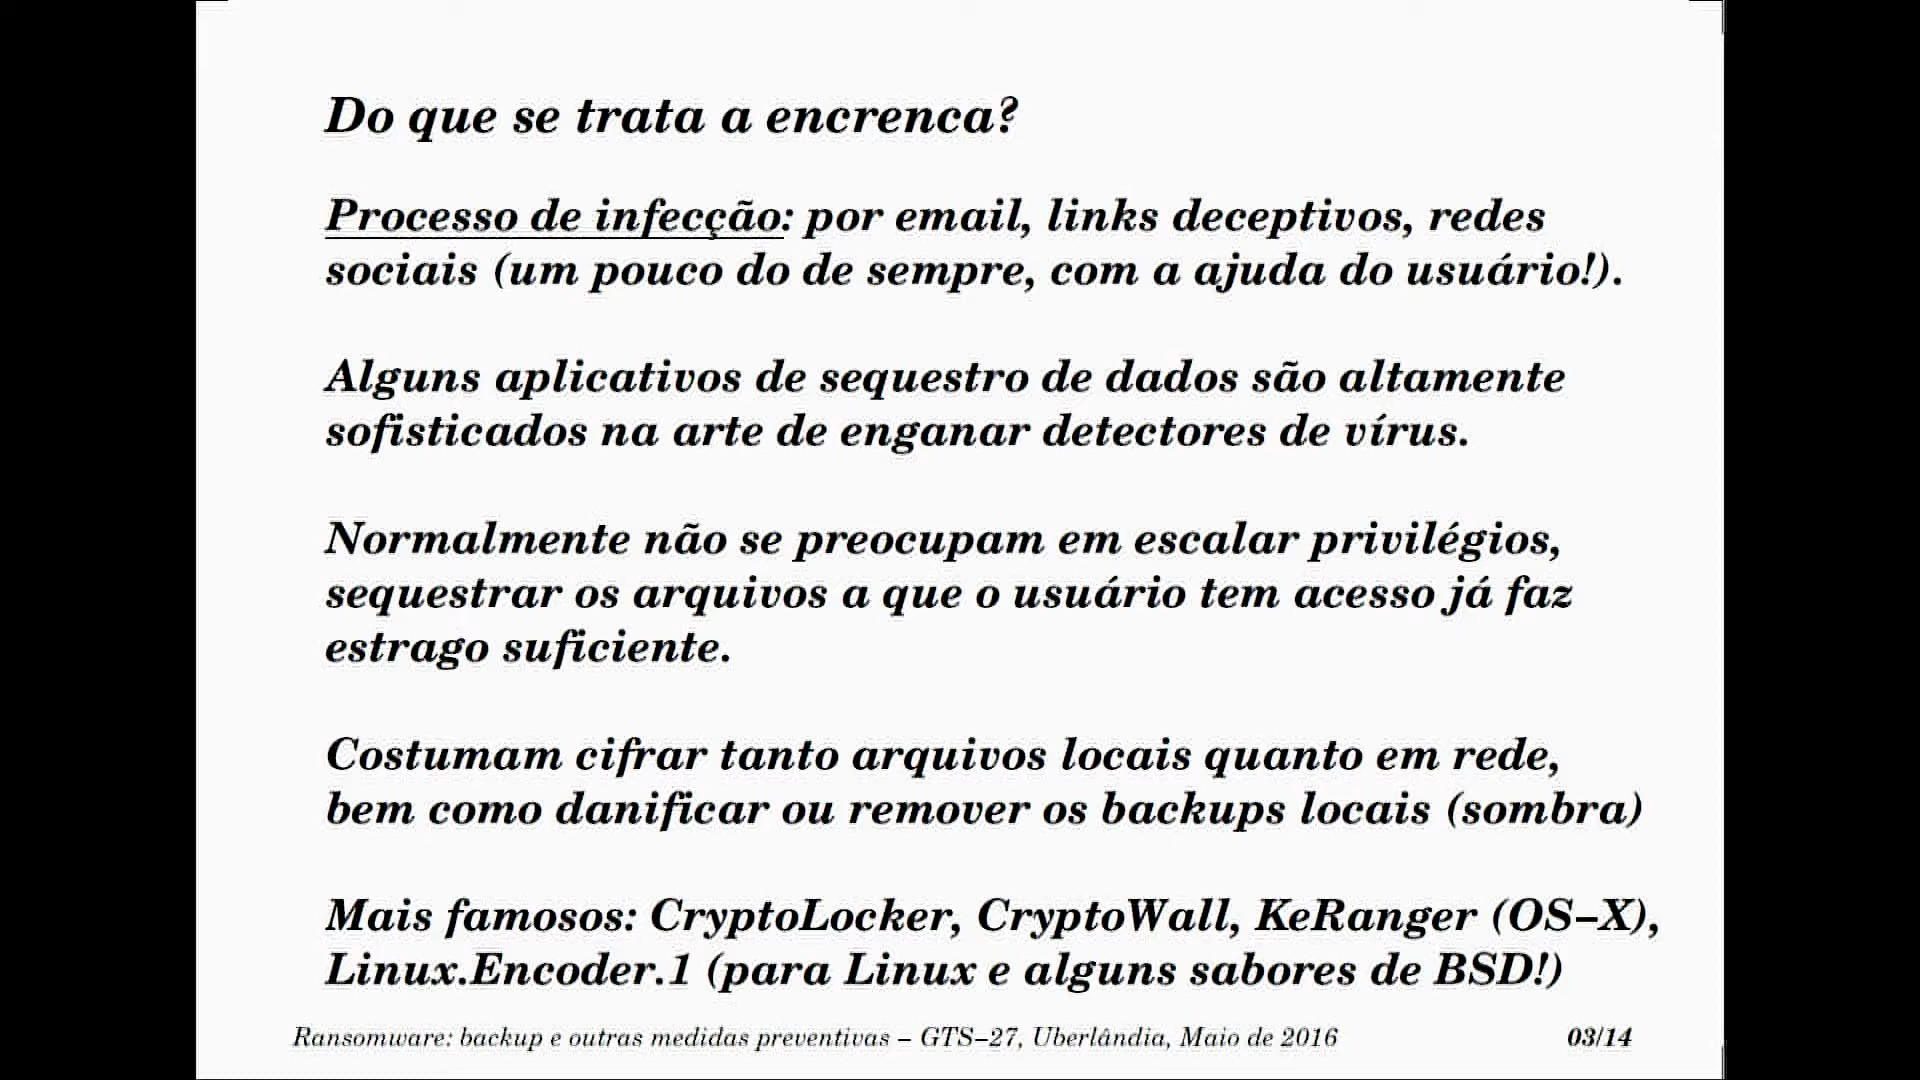 Do que se trata a encrenca?
Processo de infecção: por email, links deceptivos, redes
sociais (um pouco do de sempre, com a ajuda do usuário!).
Alguns aplicativos de sequestro de dados são altamente
sofisticados na arte de enganar detectores de vírus.
Normalmente não se preocupam em escalar privilégios,
sequestrar os arquivos a que o usuário tem acesso já faz
estrago suficiente.
Costumam cifrar tanto arquivos locais quanto em rede,
bem como danificar ou remover os backups locais (sombra)
Mais famosos: CryptoLocker, CryptoWall, KeRanger (OS–X),
Linux.Encoder.1 (para Linux e alguns sabores de BSD!)
Ransomware: backup e outras medidas preventivas – GTS–27, Uberlândia, Maio de 2016
03/14